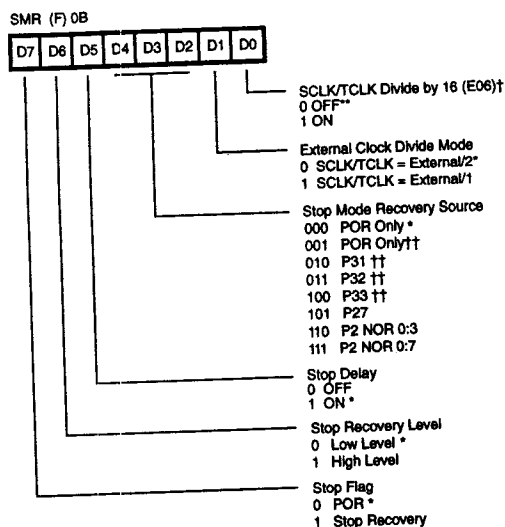 SMR (F) 0B
D7 D6 D5 D4 D3 D2 D1 D0
SCLK/TCLK Divide by 16 (E06)†
0 OFF**
1 ON
External Clock Divide Mode
0 SCLK/TCLK = External/2*
1 SCLK/TCLK = External/1
Stop Mode Recovery Source
000 POR Only *
001 POR Only††
010 P31 ††
011 P32 ††
100 P33 ††
101 P27
110 P2 NOR 0:3
111 P2 NOR 0:7
Stop Delay
0 OFF
1 ON *
Stop Recovery Level
0 Low Level *
1 High Level
Stop Flag
0 POR *
1 Stop Recovery